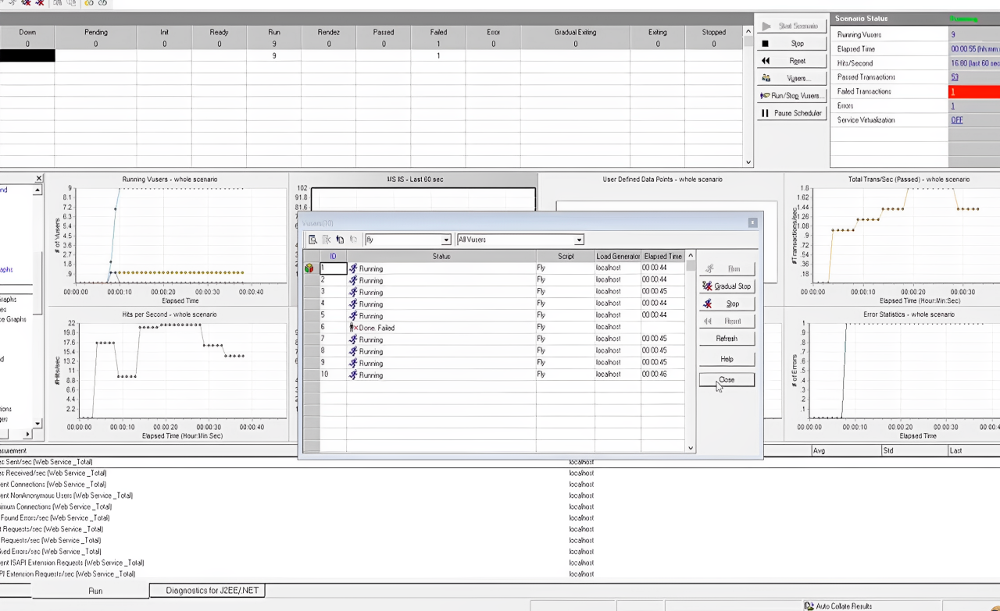 Down Pending Init Ready Run Rendez Passed Failed Error Gradual Exiting Exiting Stopped
0 0 0 0 9 0 0 1 0 0 0 0
9 1
Start Scenario
Stop
Reset
Vusers...
Run/Stop Vusers...
Pause Scheduler
Scenario Status
Running Vusers 9
Elapsed Time 00:00:55 (hh:mm
Hits/Second 16.80 (last 60 sec
Passed Transactions 53
Failed Transactions 1
Errors 1
Service Virtualization OFF
Running Vusers - whole scenario
9
8.1
7.2
6.3
5.4
4.5
3.6
2.7
1.8
.9
# of Vusers
00:00:00 00:00:10 00:00:20 00:00:30 00:00:40
Elapsed Time
MS IIS - Last 60 sec
102
91.8
81.6
User Defined Data Points - whole scenario
Total Trans/Sec (Passed) - whole scenario
1.8
1.62
1.44
1.26
1.08
.9
.72
.54
.36
.18
#Transactions/sec
00:00:00 00:00:10 00:00:20 00:00:30
Elapsed Time (Hour:Min:Sec)
Vusers(10)
fly All Vusers
ID Status Script Load Generator Elapsed Time
1 Running Fly localhost 00:00:44
2 Running Fly localhost 00:00:44
3 Running Fly localhost 00:00:45
4 Running Fly localhost 00:00:44
5 Running Fly localhost 00:00:44
6 Done.Failed Fly localhost
7 Running Fly localhost 00:00:45
8 Running Fly localhost 00:00:45
9 Running Fly localhost 00:00:45
10 Running Fly localhost 00:00:46
Run
Gradual Stop
Stop
Reset
Refresh
Help
Close
Hits per Second - whole scenario
22
19.8
17.6
15.4
13.2
11
8.8
6.6
4.4
2.2
#Hits/sec
00:00:00 00:00:10 00:00:20 00:00:30 00:00:40
Elapsed Time (Hour:Min:Sec)
Error Statistics - whole scenario
1
.9
.8
.7
.6
.5
.4
.3
.2
.1
# of Errors
00:00:00 00:00:10 00:00:20 00:00:30 00:00:40
Elapsed Time
Avg Std Last
es Sent/sec (Web Service _Total) localhost
es Received/sec (Web Service _Total) localhost
ent Connections (Web Service _Total) localhost
ent NonAnonymous Users (Web Service _Total) localhost
imum Connections (Web Service _Total) localhost
Found Errors/sec (Web Service _Total) localhost
t Requests/sec (Web Service _Total) localhost
Requests/sec (Web Service _Total) localhost
ked Errors/sec (Web Service _Total) localhost
ent ISAPI Extension Requests (Web Service _Total) localhost
PI Extension Requests/sec (Web Service _Total) localhost
Run Diagnostics for J2EE/.NET
Auto Collate Results